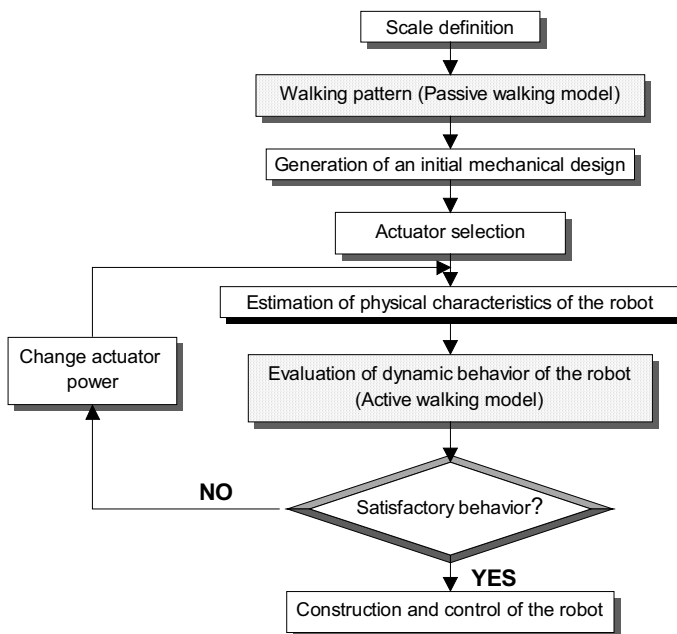 Scale definition
Walking pattern (Passive walking model)
Generation of an initial mechanical design
Actuator selection
Estimation of physical characteristics of the robot
Change actuator
power
Evaluation of dynamic behavior of the robot
(Active walking model)
NO
Satisfactory behavior?
YES
Construction and control of the robot